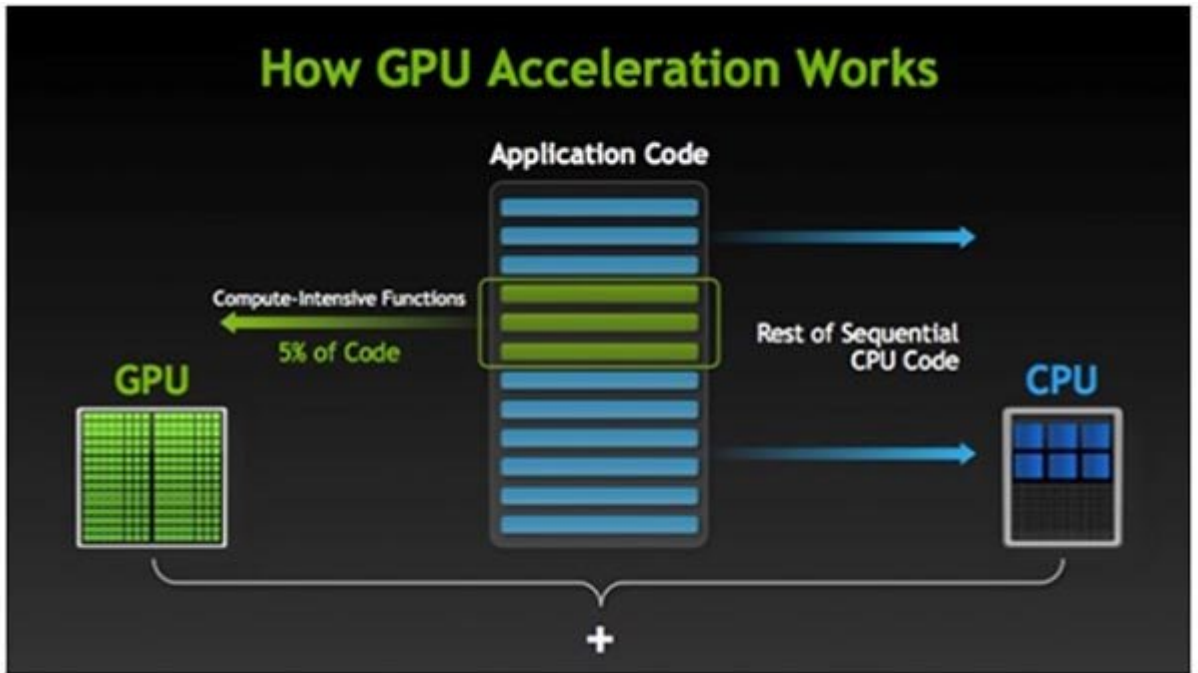 How GPU Acceleration Works
Application Code
Compute-Intensive Functions
5% of Code
Rest of Sequential
CPU Code
GPU
CPU
+